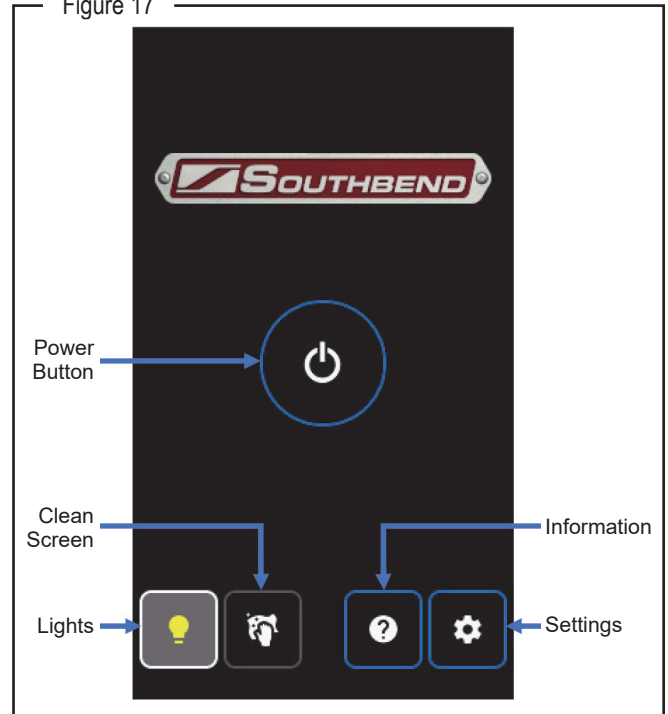 Figure 17
SOUTHBEND
Power
Button
Clean
Screen
Information
Lights
Settings